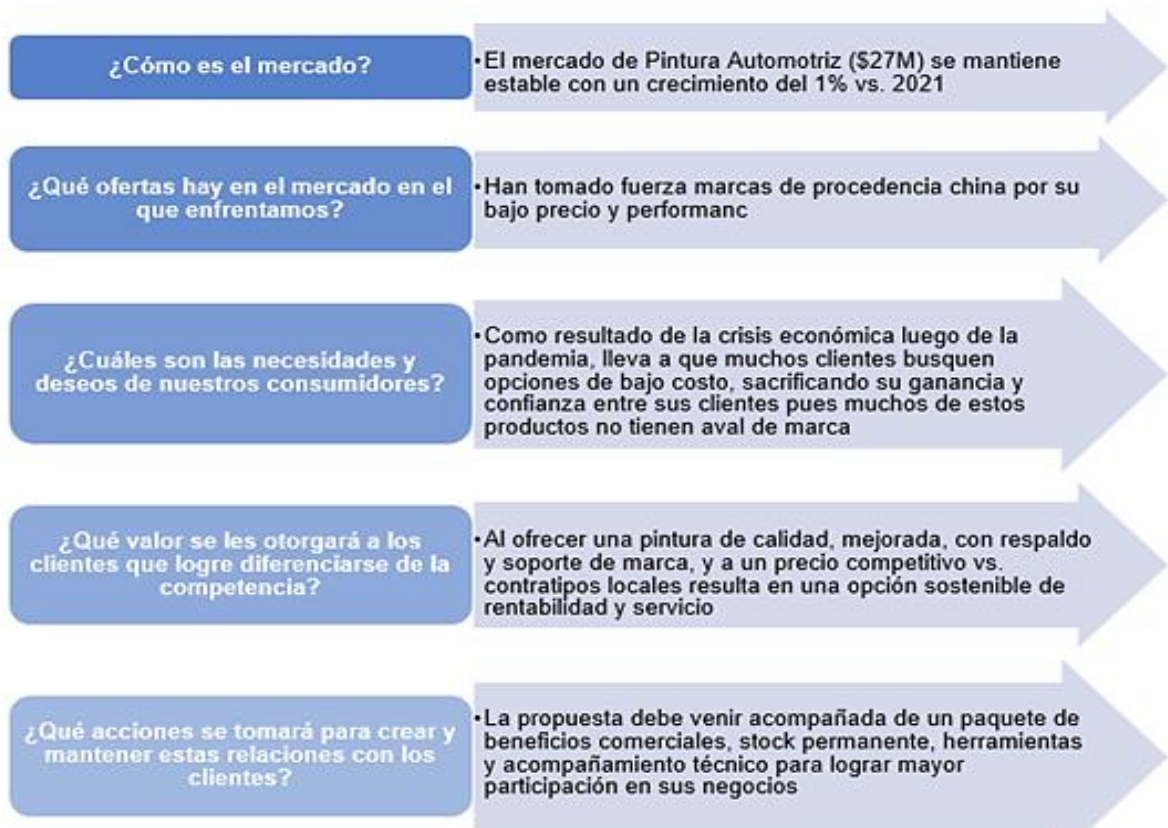 ¿Cómo es el mercado?
•El mercado de Pintura Automotriz ($27M) se mantiene
estable con un crecimiento del 1% vs. 2021
¿Qué ofertas hay en el mercado en el
que enfrentamos?
•Han tomado fuerza marcas de procedencia china por su
bajo precio y performanc
¿Cuáles son las necesidades y
deseos de nuestros consumidores?
•Como resultado de la crisis económica luego de la
pandemia, lleva a que muchos clientes busquen
opciones de bajo costo, sacrificando su ganancia y
confianza entre sus clientes pues muchos de estos
productos no tienen aval de marca
¿Qué valor se les otorgará a los
clientes que logre diferenciarse de la
competencia?
•Al ofrecer una pintura de calidad, mejorada, con respaldo
y soporte de marca, y a un precio competitivo vs.
contratipos locales resulta en una opción sostenible de
rentabilidad y servicio
¿Qué acciones se tomará para crear y
mantener estas relaciones con los
clientes?
•La propuesta debe venir acompañada de un paquete de
beneficios comerciales, stock permanente, herramientas
y acompañamiento técnico para lograr mayor
participación en sus negocios